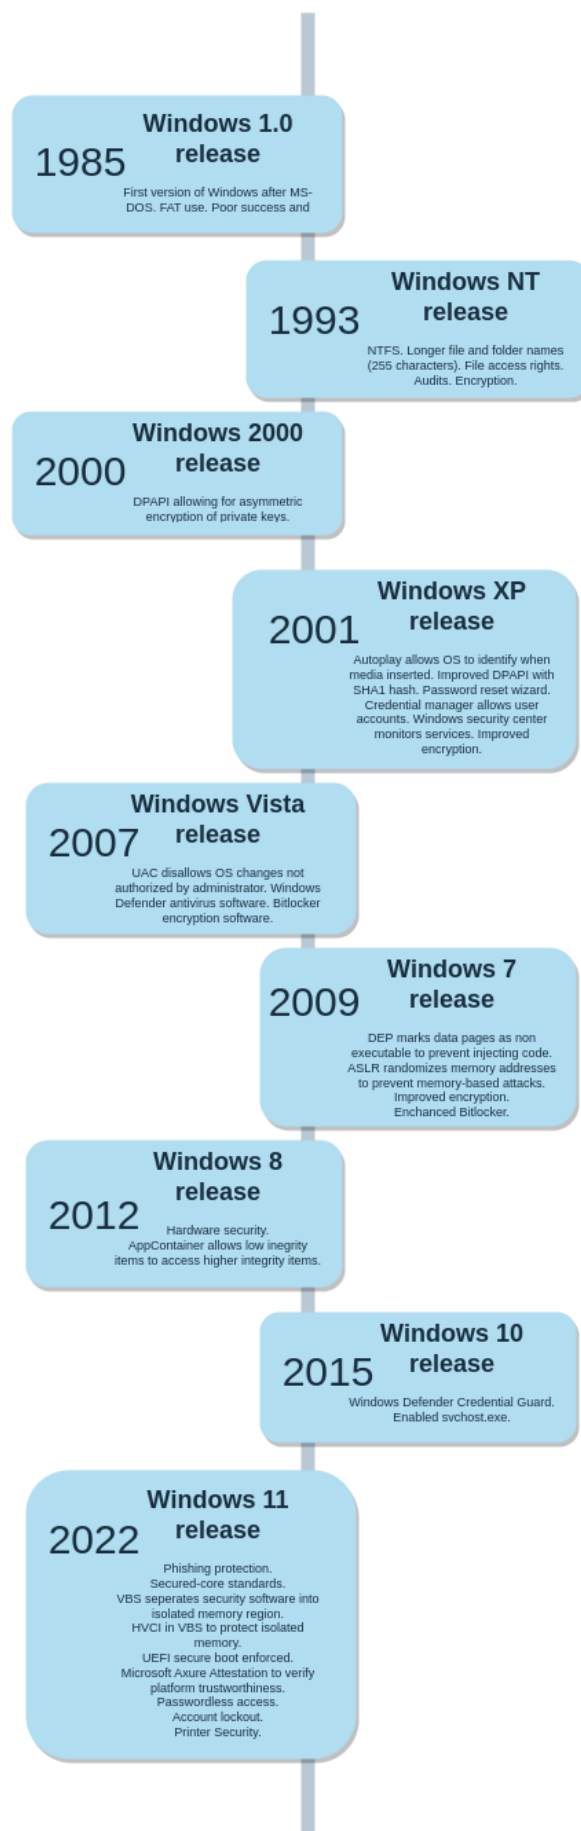 Windows 1.0
release
1985
First version of Windows after MS-
DOS. FAT use. Poor success and
Windows NT
release
1993
NTFS. Longer file and folder names
(255 characters). File access rights.
Audits. Encryption.
Windows 2000
release
2000
DPAPI allowing for asymmetric
encryption of private keys.
Windows XP
release
2001
Autoplay allows OS to identify when
media inserted. Improved DPAPI with
SHA1 hash. Password reset wizard.
Credential manager allows user
accounts. Windows security center
monitors services. Improved
encryption.
Windows Vista
release
2007
UAC disallows OS changes not
authorized by administrator. Windows
Defender antivirus software. Bitlocker
encryption software.
Windows 7
release
2009
DEP marks data pages as non
executable to prevent injecting code.
ASLR randomizes memory addresses
to prevent memory-based attacks.
Improved encryption.
Enchanced Bitlocker.
Windows 8
release
2012
Hardware security.
AppContainer allows low inegrity
items to access higher integrity items.
Windows 10
release
2015
Windows Defender Credential Guard.
Enabled svchost.exe.
Windows 11
release
2022
Phishing protection.
Secured-core standards.
VBS seperates security software into
isolated memory region.
HVCI in VBS to protect isolated
memory.
UEFI secure boot enforced.
Microsoft Axure Attestation to verify
platform trustworthiness.
Passwordless access.
Account lockout.
Printer Security.